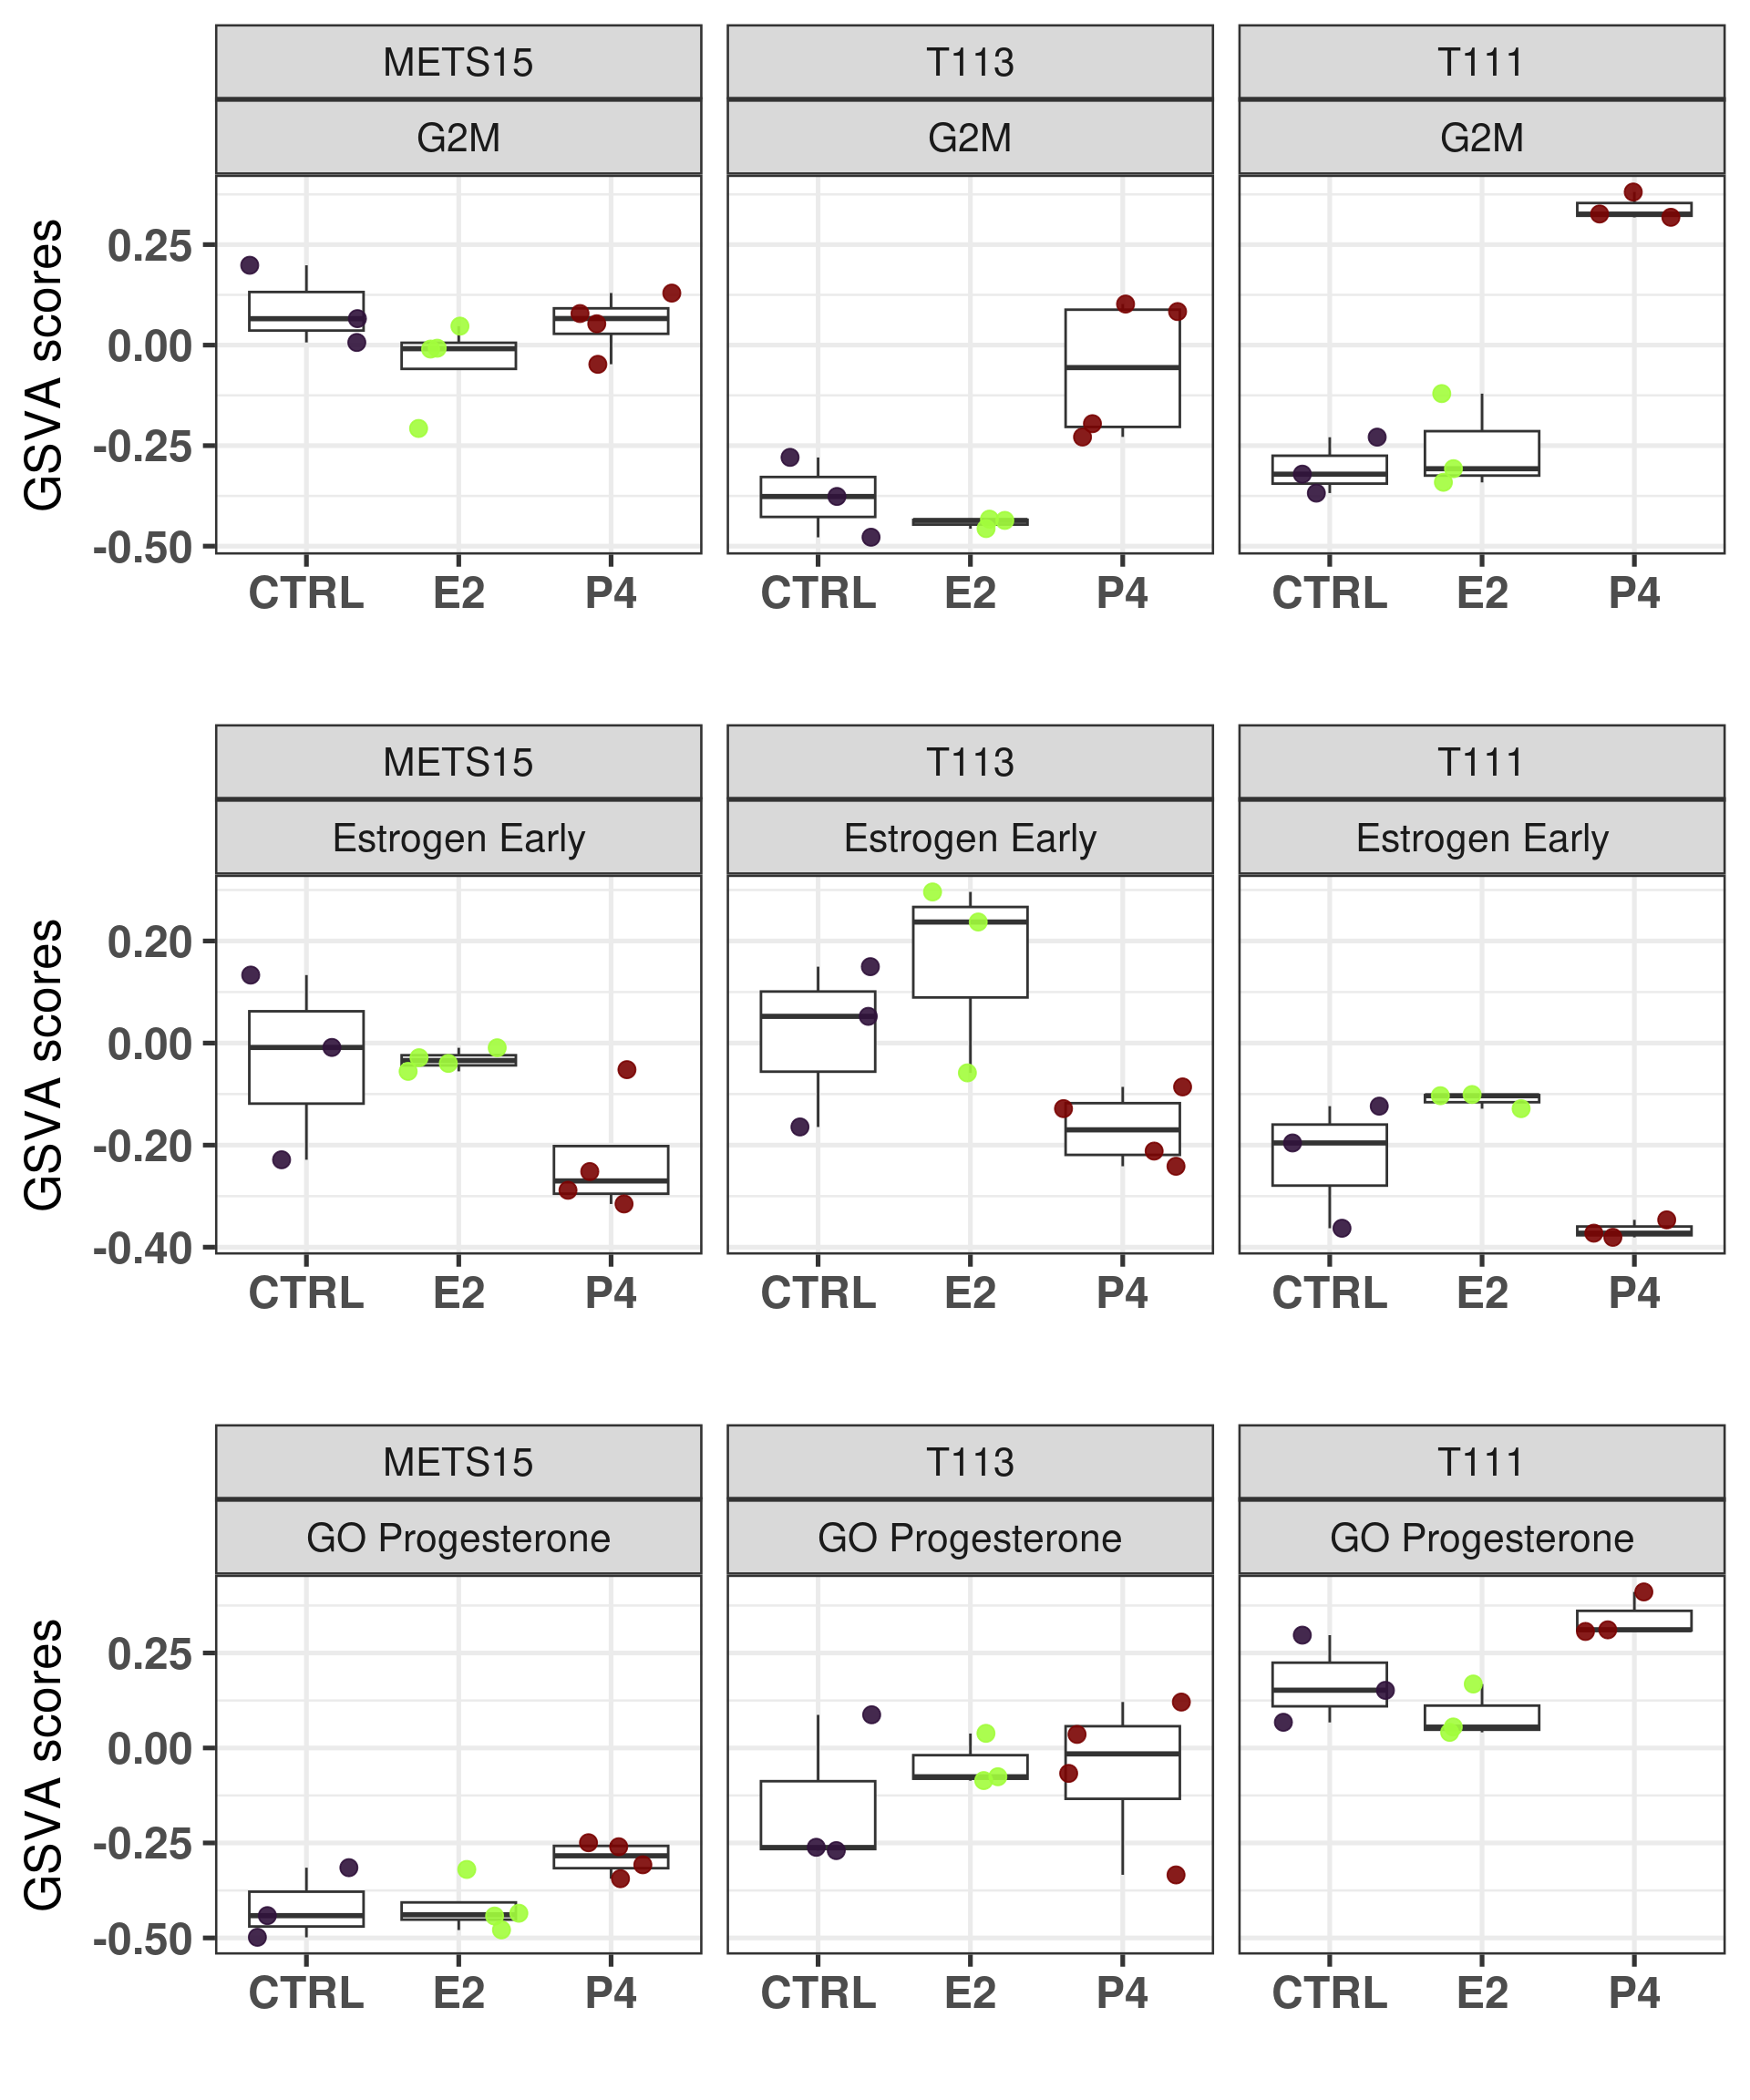 METS15 T113 T111
G2M G2M G2M
GSVA scores
0.25
0.00
-0.25
-0.50
CTRL E2 P4 CTRL E2 P4 CTRL E2 P4
METS15 T113 T111
Estrogen Early Estrogen Early Estrogen Early
GSVA scores
0.20
0.00
-0.20
-0.40
CTRL E2 P4 CTRL E2 P4 CTRL E2 P4
METS15 T113 T111
GO Progesterone GO Progesterone GO Progesterone
GSVA scores
0.25
0.00
-0.25
-0.50
CTRL E2 P4 CTRL E2 P4 CTRL E2 P4